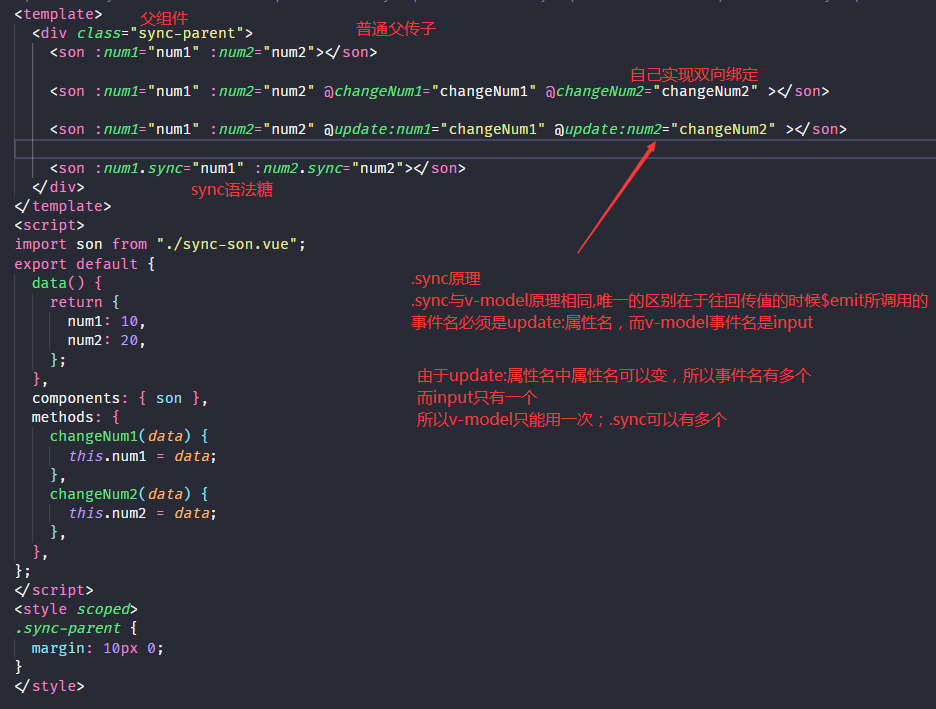 <template>
父组件
<div class="sync-parent">
普通父传子
<son :num1="num1" :num2="num2"></son>
自己实现双向绑定
<son :num1="num1" :num2="num2" @changeNum1="changeNum1" @changeNum2="changeNum2" ></son>
<son :num1="num1" :num2="num2" @update:num1="changeNum1" @update:num2="changeNum2" ></son>
<son :num1.sync="num1" :num2.sync="num2"></son>
</div>
sync语法糖
</template>
<script>
import son from "./sync-son.vue";
export default {
data() {
return {
num1: 10,
num2: 20,
};
},
components: { son },
methods: {
changeNum1(data) {
this.num1 = data;
},
changeNum2(data) {
this.num2 = data;
},
},
};
</script>
<style scoped>
.sync-parent {
margin: 10px 0;
}
</style>
.sync原理
.sync与v-model原理相同,唯一的区别在于往回传值的时候$emit所调用的
事件名必须是update:属性名，而v-model事件名是input
由于update:属性名中属性名可以变，所以事件名有多个
而input只有一个
所以v-model只能用一次；.sync可以有多个